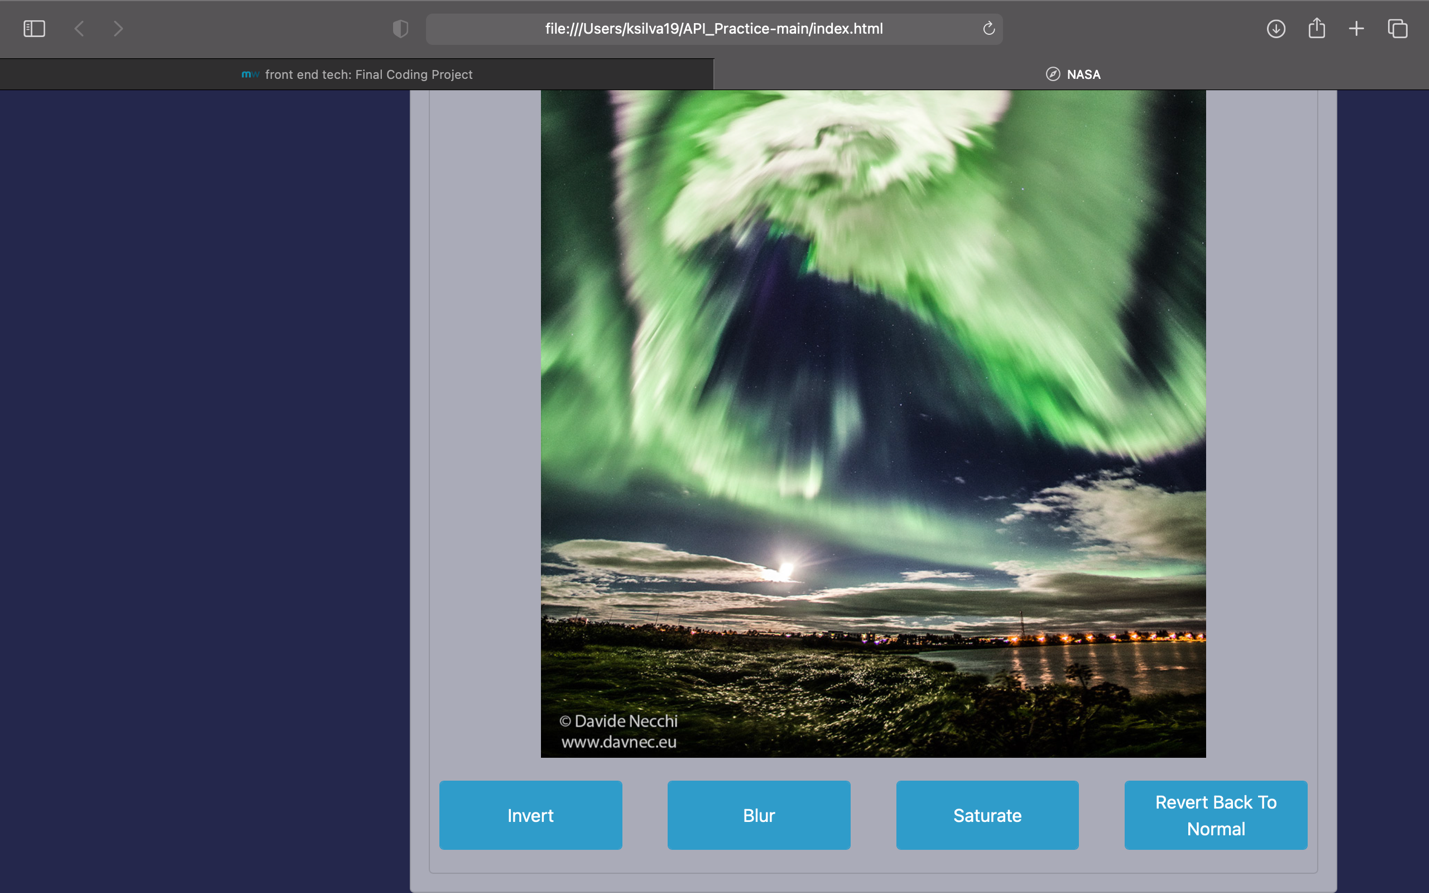 file:///Users/ksilva19/API_Practice-main/index.html
mw front end tech: Final Coding Project
NASA
© Davide Necchi
www.davnec.eu
Invert
Blur
Saturate
Revert Back To
Normal